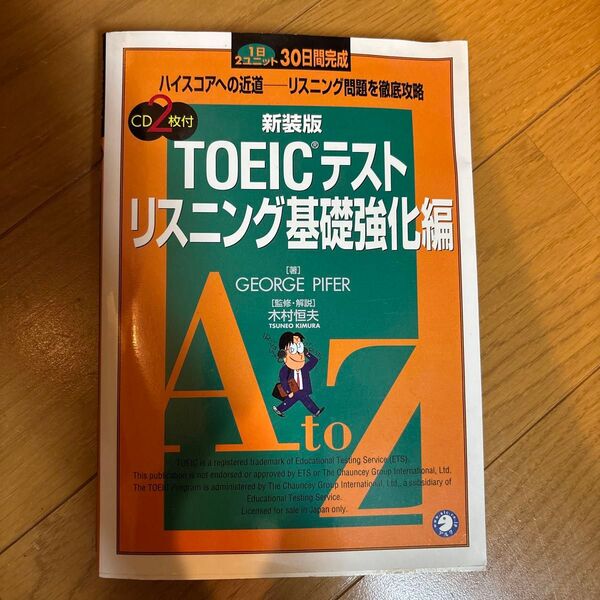 1日
2ユニット 30日間完成
ハイスコアへの近道──リスニング問題を徹底攻略
CD2枚付
新装版
TOEIC®テスト
リスニング基礎強化編
[著]
GEORGE PIFER
[監修・解説]
木村恒夫
TSUNEO KIMURA
A to Z
TOEIC is a registered trademark of Educational Testing Service (ETS).
This publication is not endorsed or approved by ETS or The Chauncey Group International, Ltd.
The TOEIC Program is administered by The Chauncey Group International, Ltd., a subsidiary of
Educational Testing Service.
Licensed for sale in Japan only.
アルク